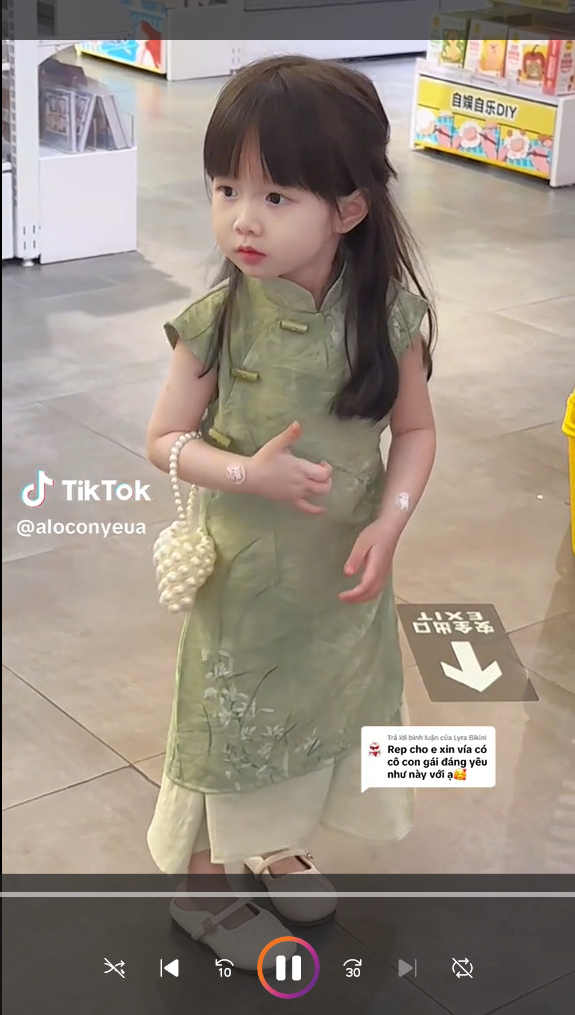 自娱自乐DIY
TikTok
@aloconyeua
安全出口
EXIT
Trả lời bình luận của Lyra Bikini
Rep cho e xin vía có
cô con gái đáng yêu
như này với ạ🥰
10
30